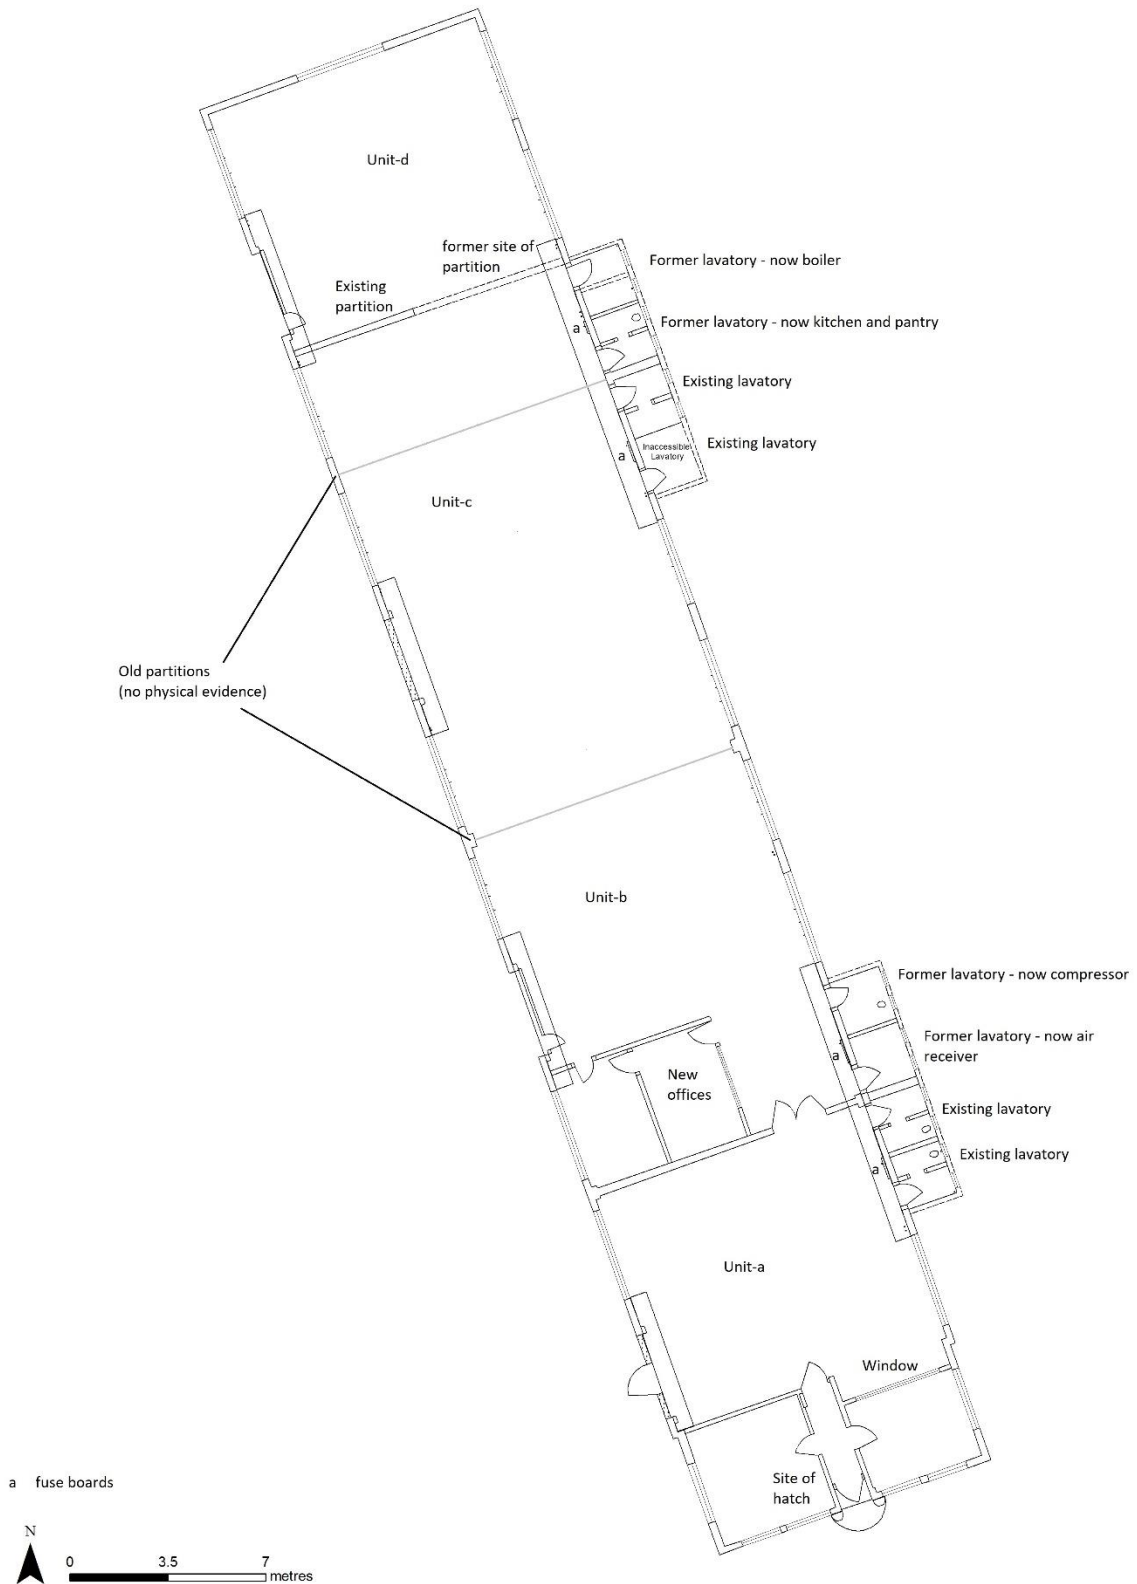 Unit-d
former site of
partition
Former lavatory - now boiler
Existing
partition
a
Former lavatory - now kitchen and pantry
Existing lavatory
Existing lavatory
a
Inaccessible
Lavatory
Unit-c
Old partitions
(no physical evidence)
Unit-b
Former lavatory - now compressor
Former lavatory - now air
receiver
a
New
offices
Existing lavatory
Existing lavatory
a
Unit-a
Window
Site of
hatch
a fuse boards
N
0 3.5 7
metres